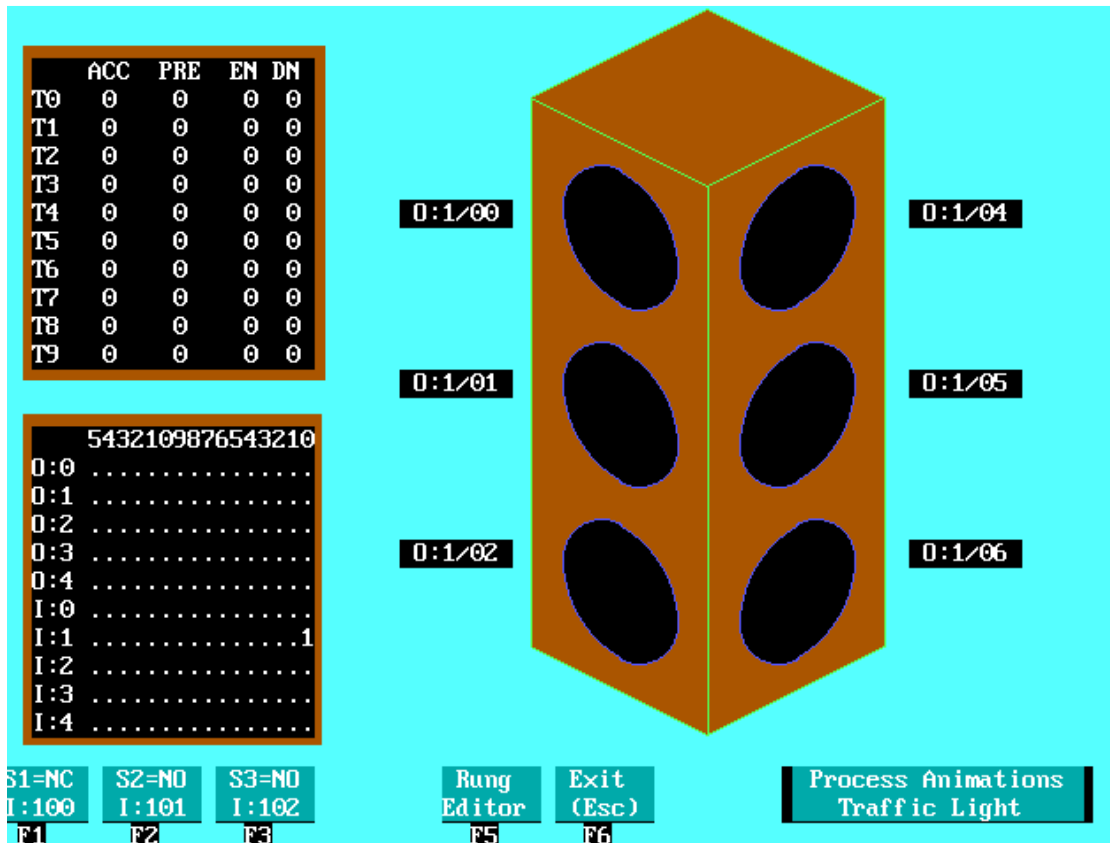 ACC PRE EN DN
T0 0 0 0 0
T1 0 0 0 0
T2 0 0 0 0
T3 0 0 0 0
T4 0 0 0 0
T5 0 0 0 0
T6 0 0 0 0
T7 0 0 0 0
T8 0 0 0 0
T9 0 0 0 0
5432109876543210
O:0 ................
O:1 ................
O:2 ................
O:3 ................
O:4 ................
I:0 ................
I:1 ...............1
I:2 ................
I:3 ................
I:4 ................
O:1/00
O:1/04
O:1/01
O:1/05
O:1/02
O:1/06
S1=NC
I:100
F1
S2=NO
I:101
F2
S3=NO
I:102
F3
Rung
Editor
F5
Exit
(Esc)
F6
Process Animations
Traffic Light